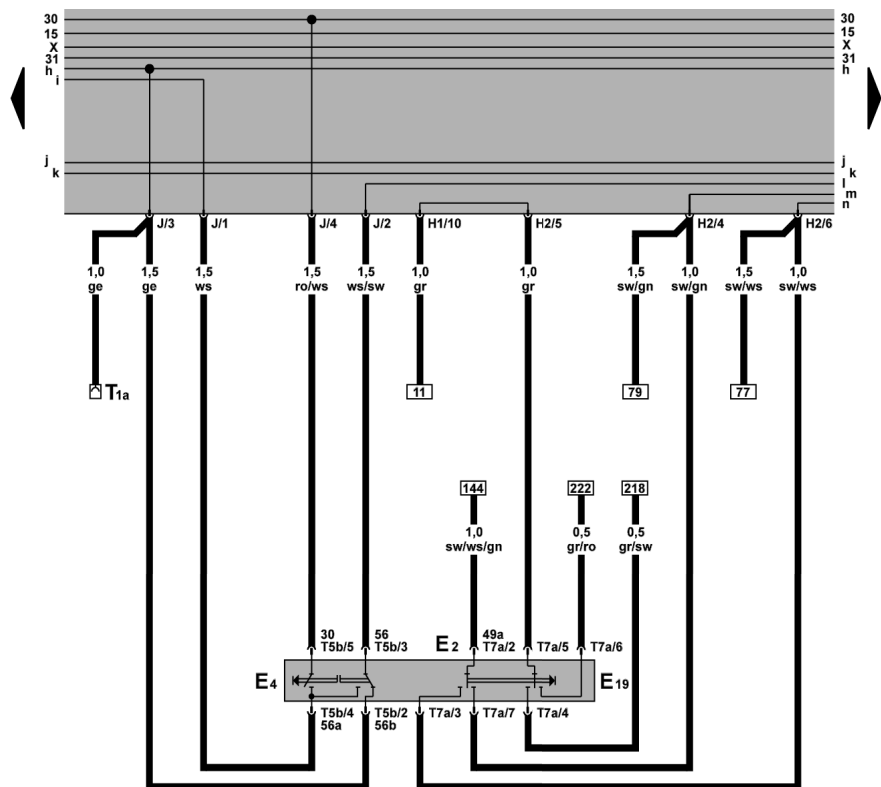 30 30
15 15
X X
31 31
h h
i
j j
k k
l
m
n
J/3 J/1 J/4 J/2 H1/10 H2/5 H2/4 H2/6
1,0 1,5 1,5 1,5 1,5 1,0 1,0 1,5 1,0 1,5 1,0
ge ge ws ro/ws ws/sw gr gr sw/gn sw/gn sw/ws sw/ws
T1a 11 79 77
144 222 218
1,0 0,5 0,5
sw/ws/gn gr/ro gr/sw
30 56 49a
T5b/5 T5b/3 E2 T7a/2 T7a/5 T7a/6
E4 E19
T5b/4 T5b/2 T7a/3 T7a/7 T7a/4
56a 56b